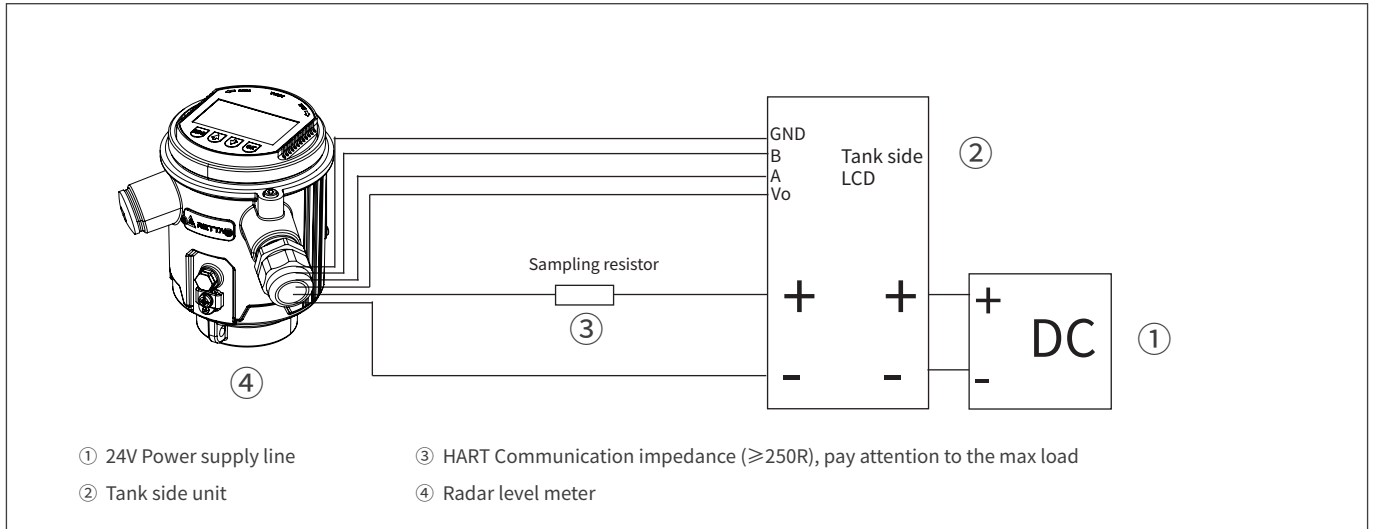 GND
B
A
Vo
Tank side
LCD
②
Sampling resistor
③
+
-
+
-
+
-
DC
①
④
① 24V Power supply line
③ HART Communication impedance (≥250R), pay attention to the max load
② Tank side unit
④ Radar level meter